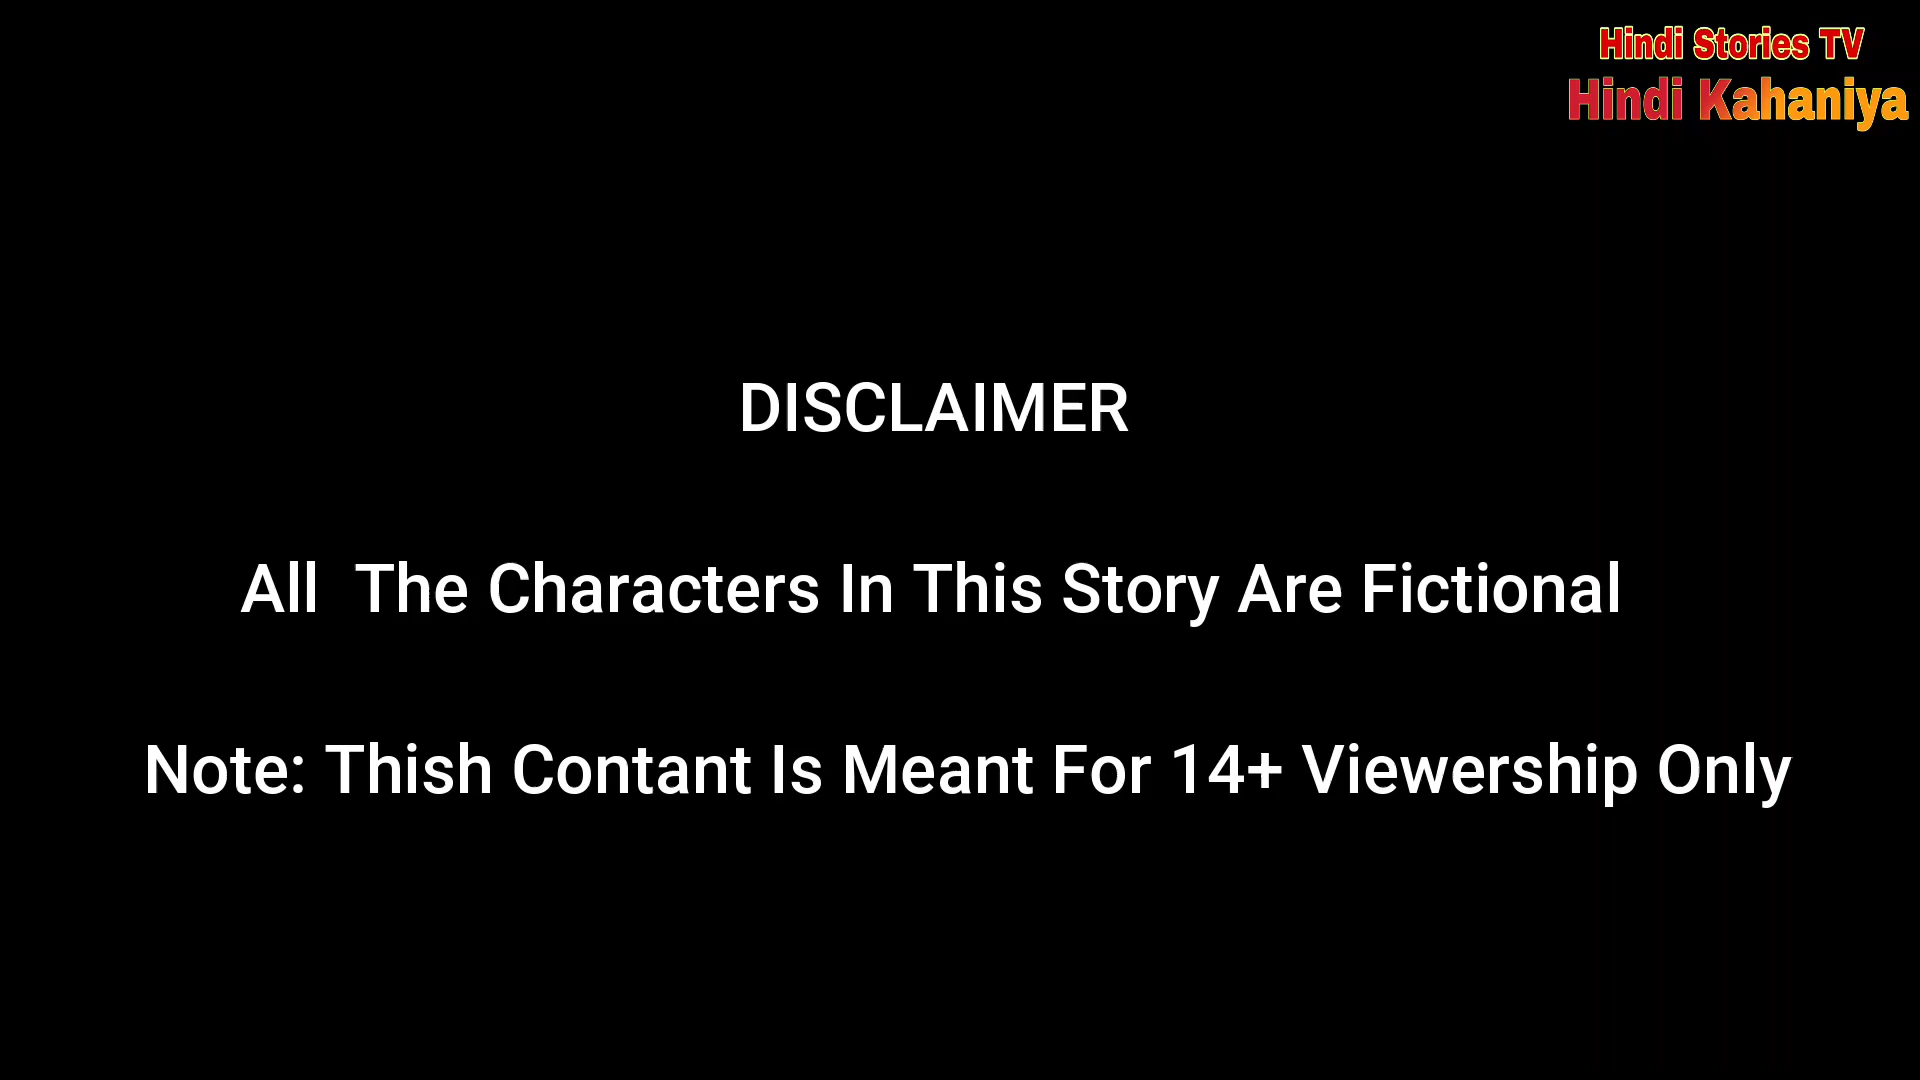 Hindi Stories TV
Hindi Kahaniya
DISCLAIMER
All The Characters In This Story Are Fictional
Note: Thish Contant Is Meant For 14+ Viewership Only